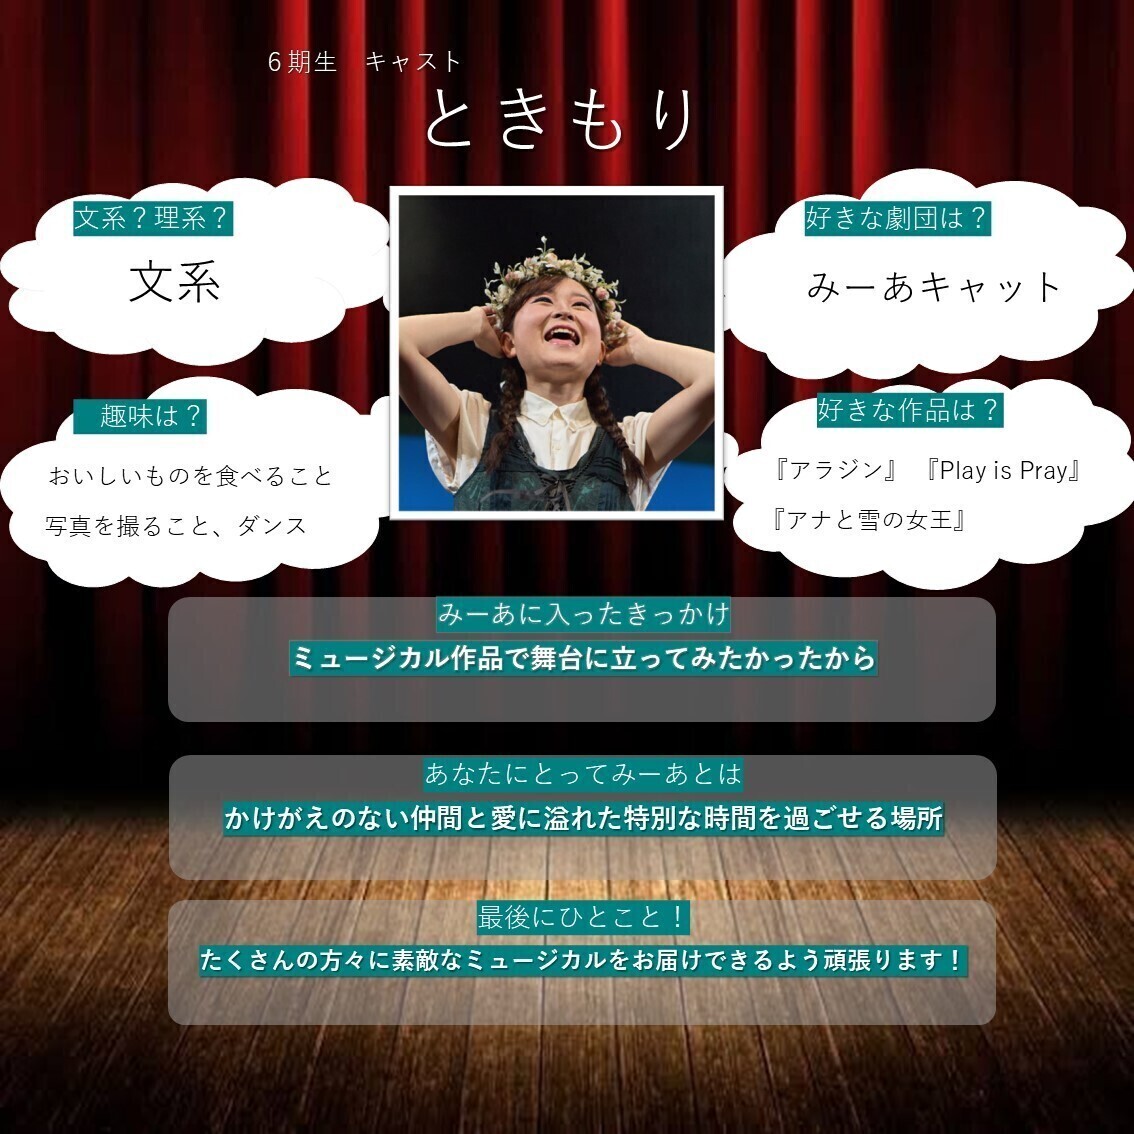 ６期生　キャスト
ときもり
文系？理系？
文系
趣味は？
おいしいものを食べること
写真を撮ること、ダンス
好きな劇団は？
みーあキャット
好きな作品は？
『アラジン』『Play is Pray』
『アナと雪の女王』
みーあに入ったきっかけ
ミュージカル作品で舞台に立ってみたかったから
あなたにとってみーあとは
かけがえのない仲間と愛に溢れた特別な時間を過ごせる場所
最後にひとこと！
たくさんの方々に素敵なミュージカルをお届けできるよう頑張ります！